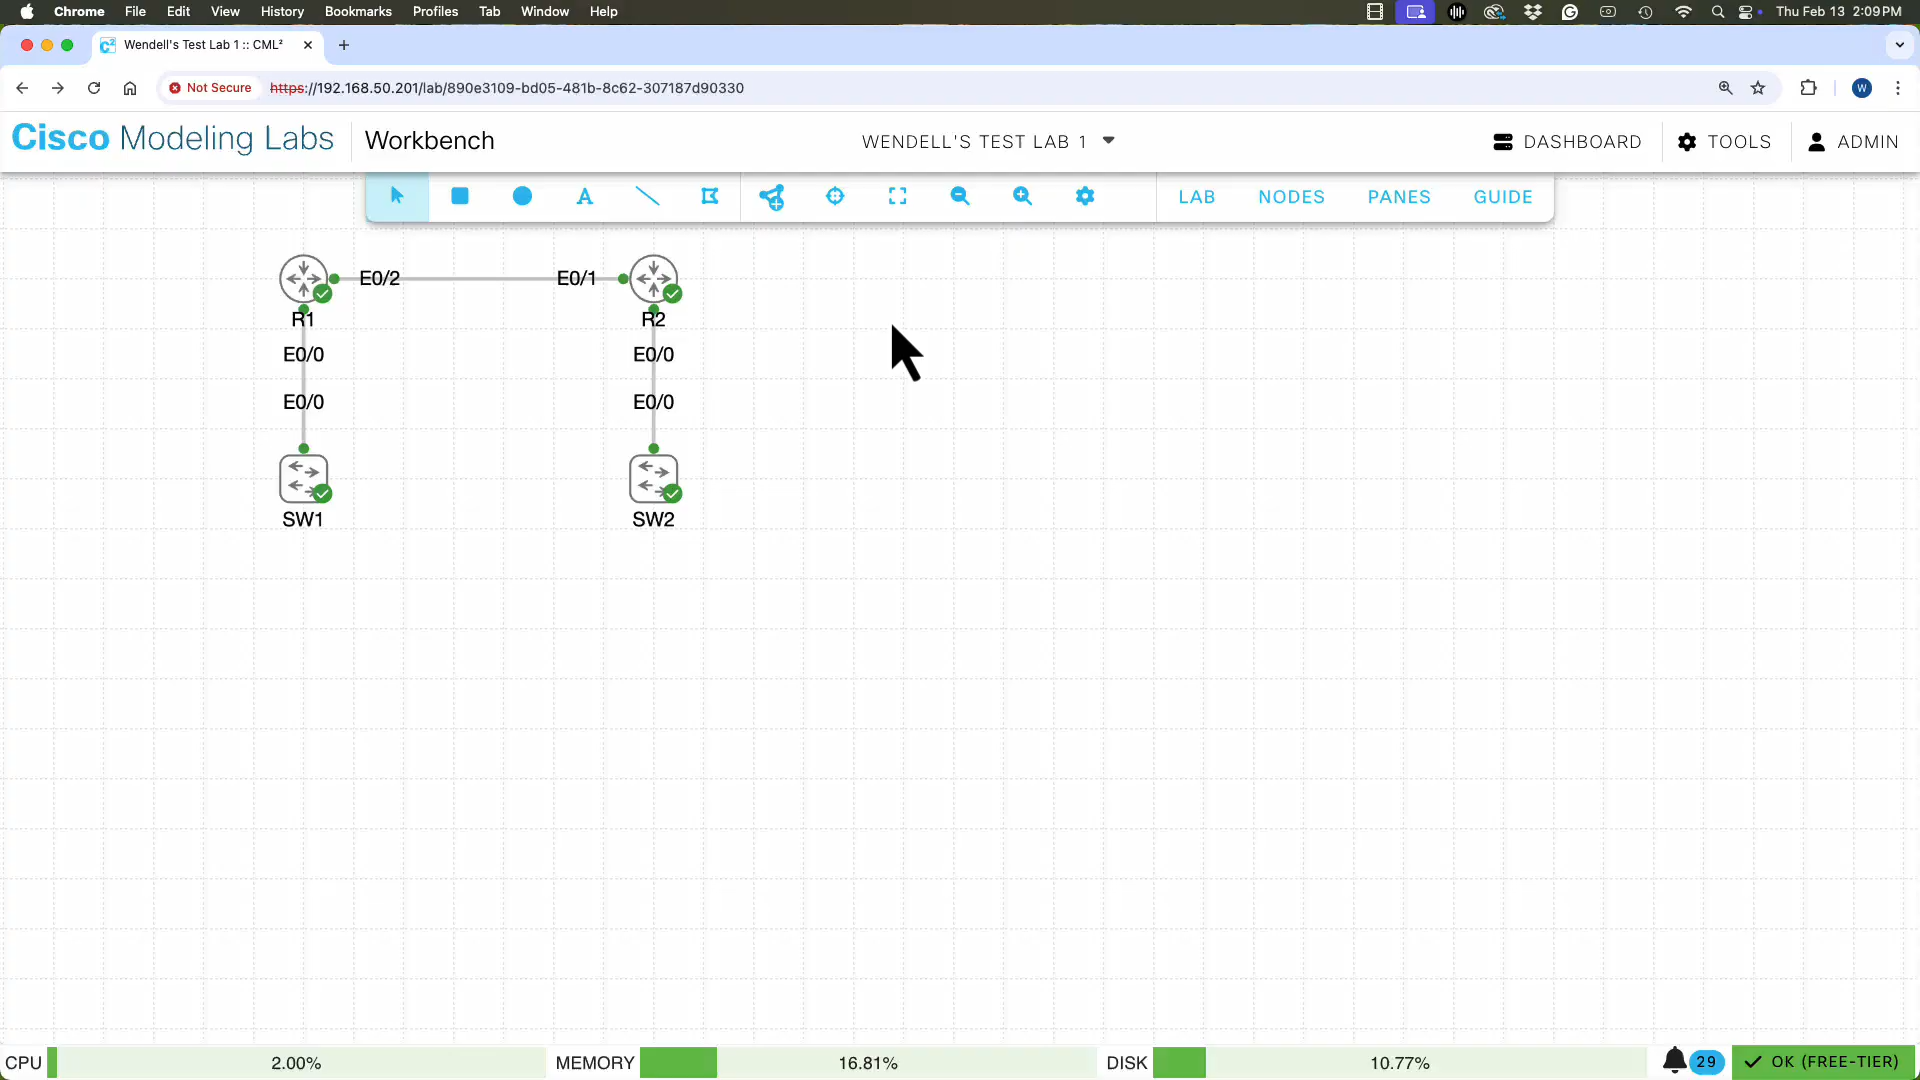 Chrome File Edit View History Bookmarks Profiles Tab Window Help Thu Feb 13 2:09 PM
Wendell's Test Lab 1 :: CML²
Not Secure https://192.168.50.201/lab/890e3109-bd05-481b-8c62-307187d90330 W
Cisco Modeling Labs Workbench WENDELL'S TEST LAB 1 DASHBOARD TOOLS ADMIN
A LAB NODES PANES GUIDE
E0/2 E0/1
R1 R2
E0/0 E0/0
E0/0 E0/0
SW1 SW2
CPU 2.00% MEMORY 16.81% DISK 10.77% 29 OK (FREE-TIER)